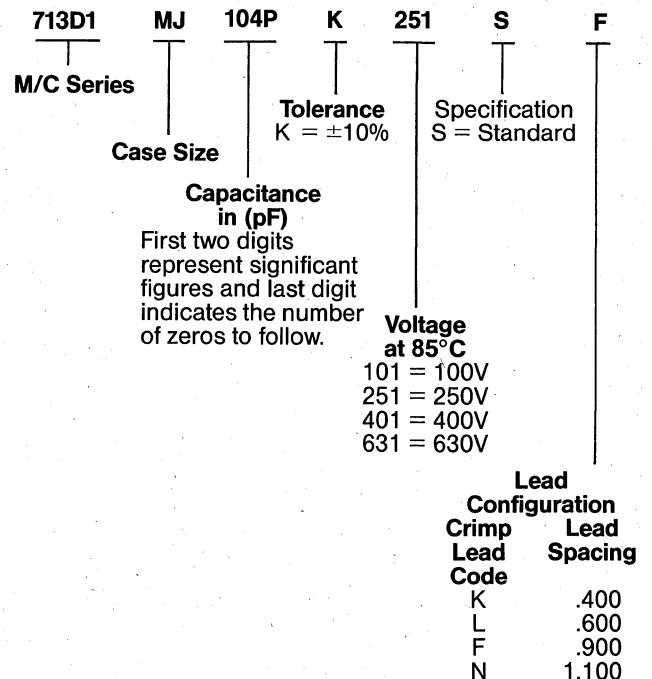 713D1 MJ 104P K 251 S F
M/C Series
Tolerance
K = ±10%
Specification
S = Standard
Case Size
Capacitance
in (pF)
First two digits
represent significant
figures and last digit
indicates the number
of zeros to follow.
Voltage
at 85°C
101 = 100V
251 = 250V
401 = 400V
631 = 630V
Lead
Configuration
Crimp Lead
Lead Spacing
Code
K .400
L .600
F .900
N 1.100